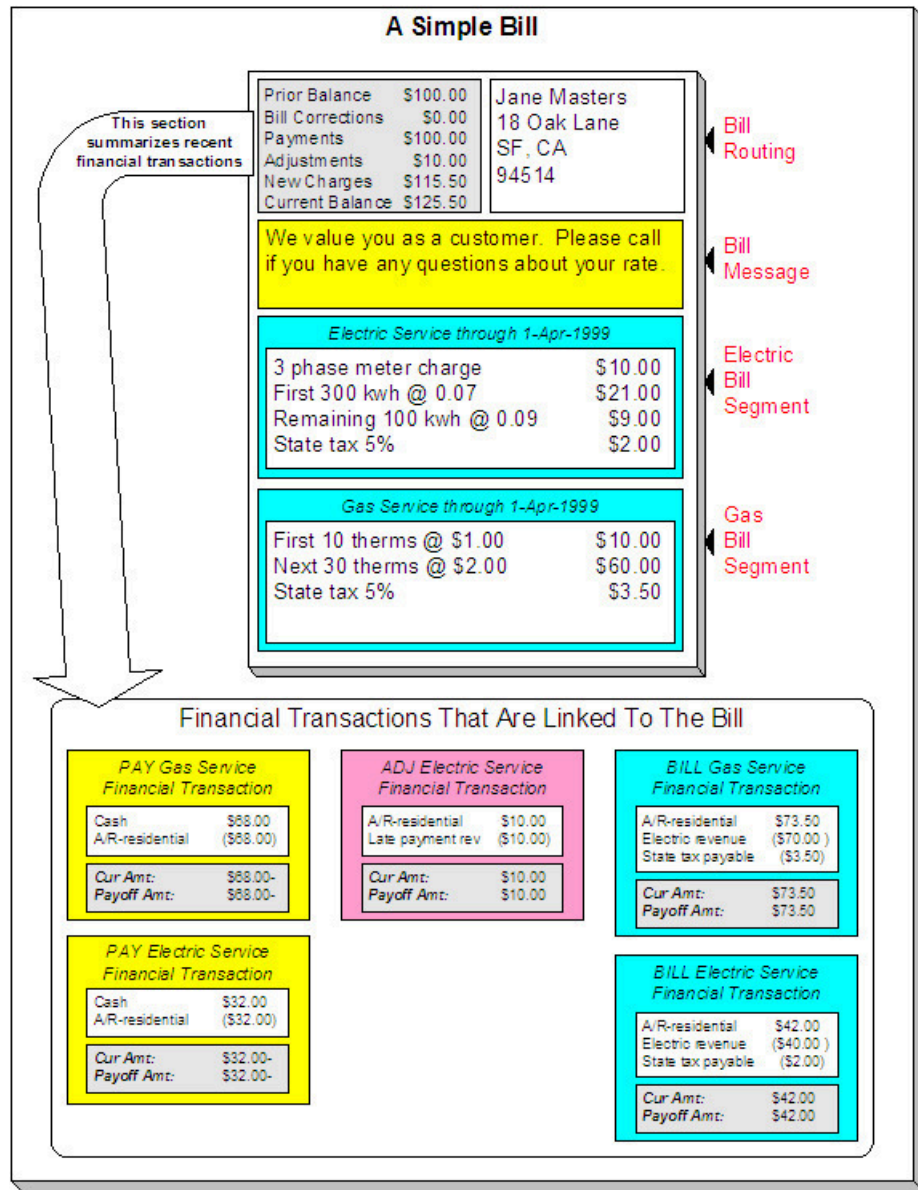 A Simple Bill
This section
summarizes recent
financial transactions
Prior Balance $100.00
Bill Corrections $0.00
Payments $100.00
Adjustments $10.00
New Charges $115.50
Current Balance $125.50
Jane Masters
18 Oak Lane
SF, CA
94514
Bill
Routing
We value you as a customer. Please call
if you have any questions about your rate.
Bill
Message
Electric Service through 1-Apr-1999
3 phase meter charge $10.00
First 300 kwh @ 0.07 $21.00
Remaining 100 kwh @ 0.09 $9.00
State tax 5% $2.00
Electric
Bill
Segment
Gas Service through 1-Apr-1999
First 10 therms @ $1.00 $10.00
Next 30 therms @ $2.00 $60.00
State tax 5% $3.50
Gas
Bill
Segment
Financial Transactions That Are Linked To The Bill
PAY Gas Service
Financial Transaction
Cash $68.00
A/R-residential ($68.00)
Cur Amt: $68.00-
Payoff Amt: $68.00-
PAY Electric Service
Financial Transaction
Cash $32.00
A/R-residential ($32.00)
Cur Amt: $32.00-
Payoff Amt: $32.00-
ADJ Electric Service
Financial Transaction
A/R-residential $10.00
Late payment rev ($10.00)
Cur Amt: $10.00
Payoff Amt: $10.00
BILL Gas Service
Financial Transaction
A/R-residential $73.50
Electric revenue ($70.00 )
State tax payable ($3.50)
Cur Amt: $73.50
Payoff Amt: $73.50
BILL Electric Service
Financial Transaction
A/R-residential $42.00
Electric revenue ($40.00 )
State tax payable ($2.00)
Cur Amt: $42.00
Payoff Amt: $42.00